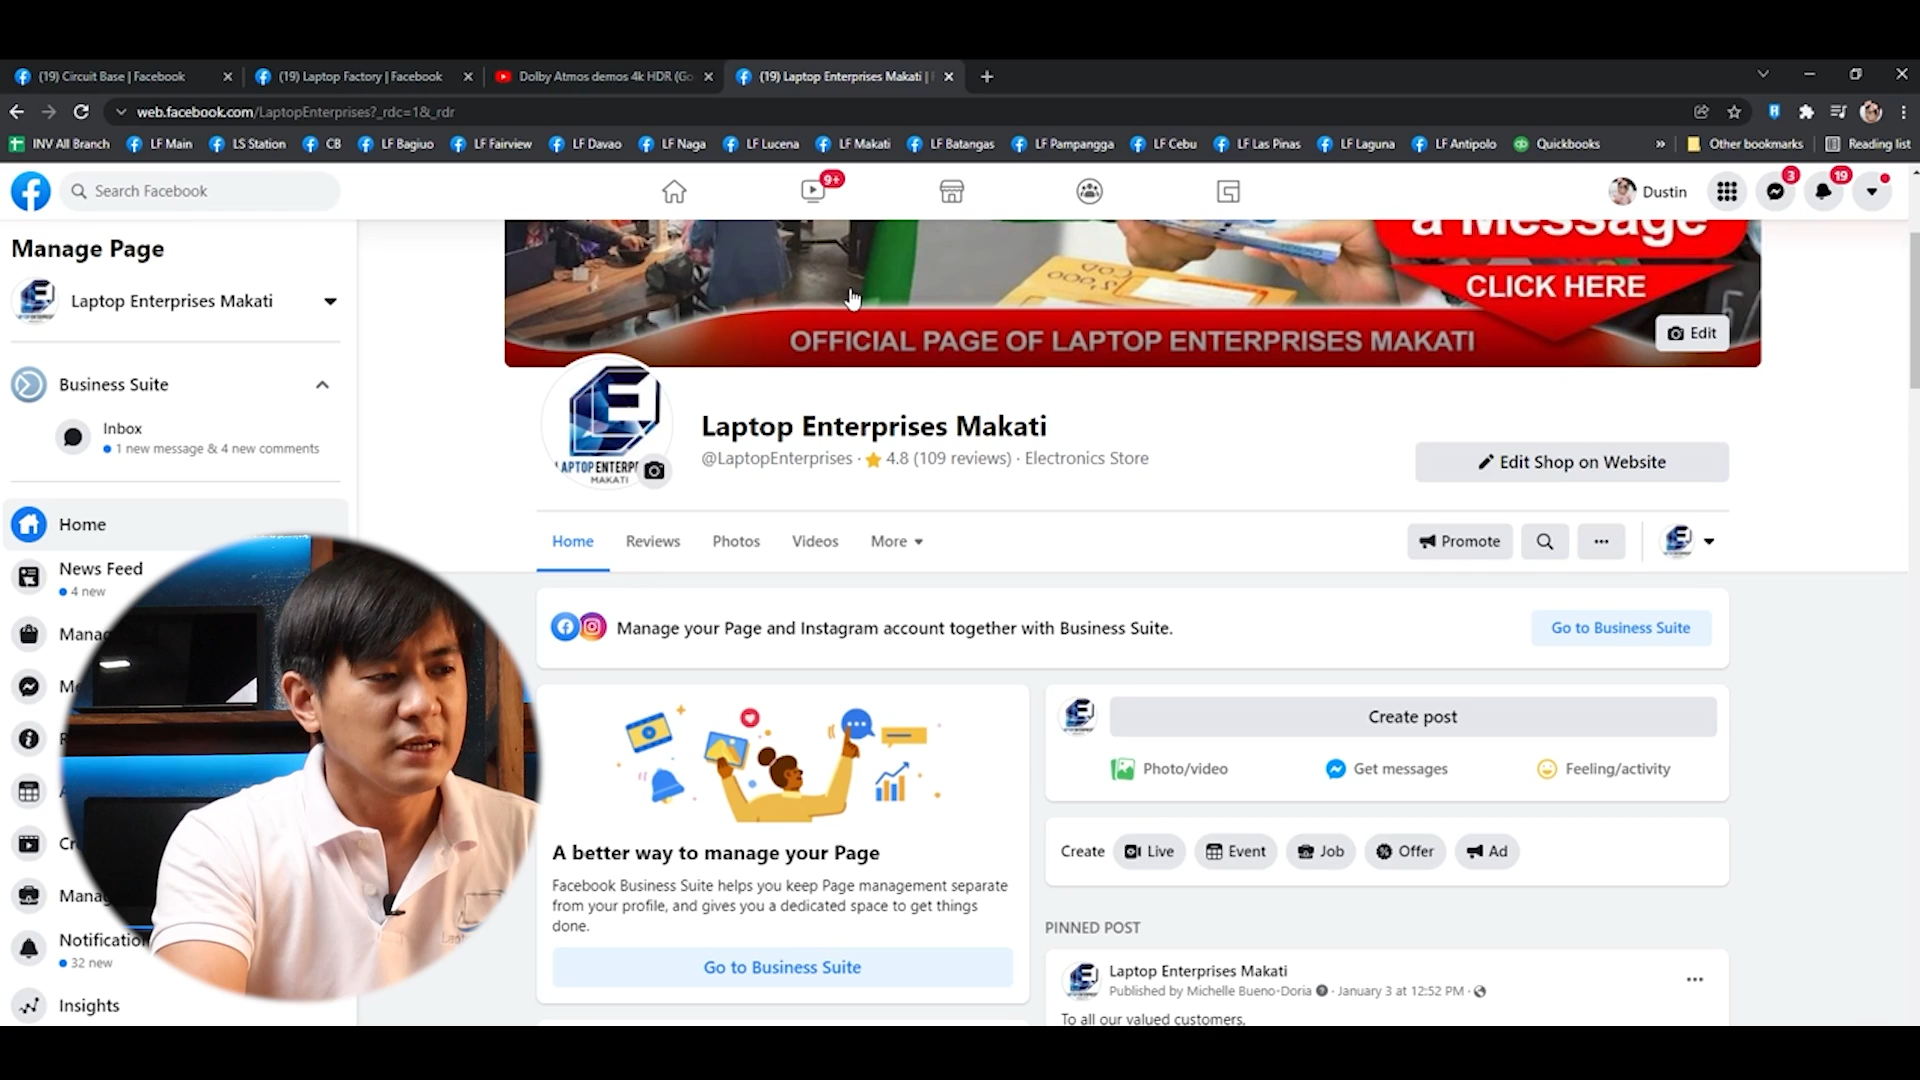 (19) Circuit Base | Facebook
(19) Laptop Factory | Facebook
Dolby Atmos demos 4k HDR (Go
(19) Laptop Enterprises Makati |
web.facebook.com/LaptopEnterprises?_rdc=1&_rdr
INV All Branch
LF Main
LS Station
CB
LF Baguio
LF Fairview
LF Davao
LF Naga
LF Lucena
LF Makati
LF Batangas
LF Pampangga
LF Cebu
LF Las Pinas
LF Laguna
LF Antipolo
Quickbooks
»
Other bookmarks
Reading list
Search Facebook
9+
Dustin
3
19
Manage Page
Laptop Enterprises Makati
Business Suite
Inbox
1 new message & 4 new comments
Home
News Feed
4 new
Notification
32 new
Insights
a Message
CLICK HERE
COD
OFFICIAL PAGE OF LAPTOP ENTERPRISES MAKATI
Edit
MAKATI
Laptop Enterprises Makati
@LaptopEnterprises · 4.8 (109 reviews) · Electronics Store
Edit Shop on Website
Home
Reviews
Photos
Videos
More
Promote
Manage your Page and Instagram account together with Business Suite.
Go to Business Suite
A better way to manage your Page
Facebook Business Suite helps you keep Page management separate
from your profile, and gives you a dedicated space to get things
done.
Go to Business Suite
Create post
Photo/video
Get messages
Feeling/activity
Create
Live
Event
Job
Offer
Ad
PINNED POST
Laptop Enterprises Makati
Published by Michelle Bueno-Doria · January 3 at 12:52 PM ·
To all our valued customers,